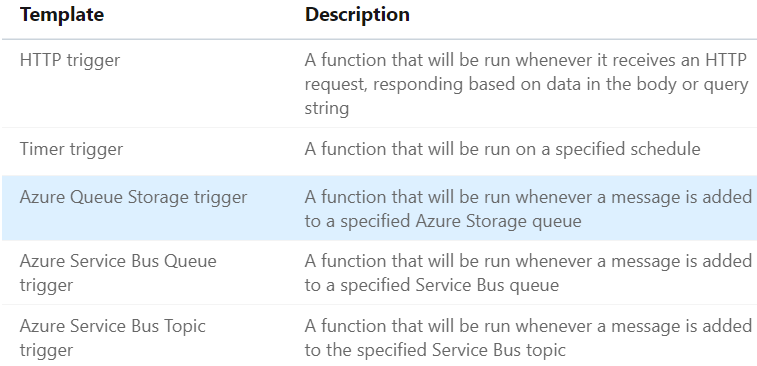 Template Description
HTTP trigger A function that will be run whenever it receives an HTTP
request, responding based on data in the body or query
string
Timer trigger A function that will be run on a specified schedule
Azure Queue Storage trigger A function that will be run whenever a message is added
to a specified Azure Storage queue
Azure Service Bus Queue A function that will be run whenever a message is added
trigger to a specified Service Bus queue
Azure Service Bus Topic A function that will be run whenever a message is added
trigger to the specified Service Bus topic